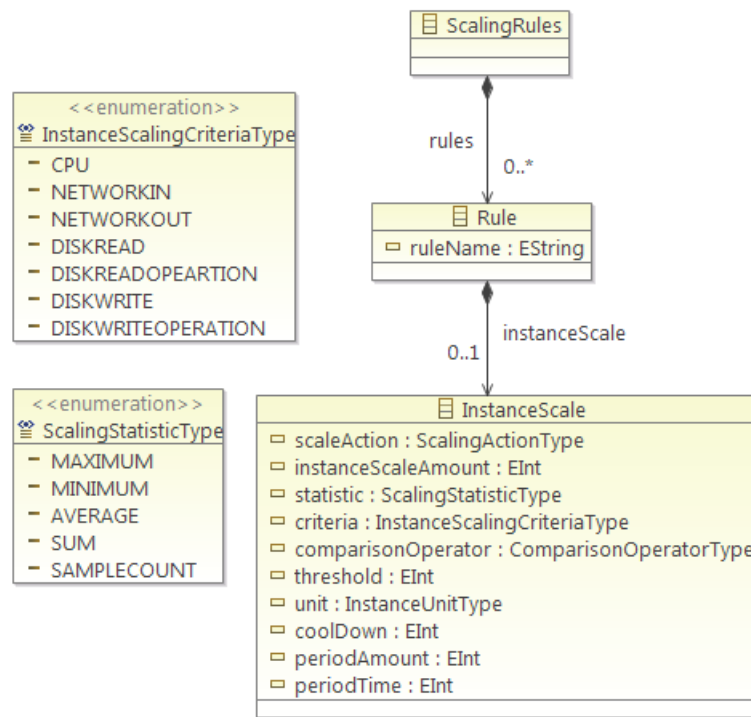 ScalingRules
rules
0..*
<<enumeration>>
InstanceScalingCriteriaType
CPU
NETWORKIN
NETWORKOUT
DISKREAD
DISKREADOPEARTION
DISKWRITE
DISKWRITEOPERATION
Rule
ruleName : EString
instanceScale
0..1
<<enumeration>>
ScalingStatisticType
MAXIMUM
MINIMUM
AVERAGE
SUM
SAMPLECOUNT
InstanceScale
scaleAction : ScalingActionType
instanceScaleAmount : EInt
statistic : ScalingStatisticType
criteria : InstanceScalingCriteriaType
comparisonOperator : ComparisonOperatorType
threshold : EInt
unit : InstanceUnitType
coolDown : EInt
periodAmount : EInt
periodTime : EInt